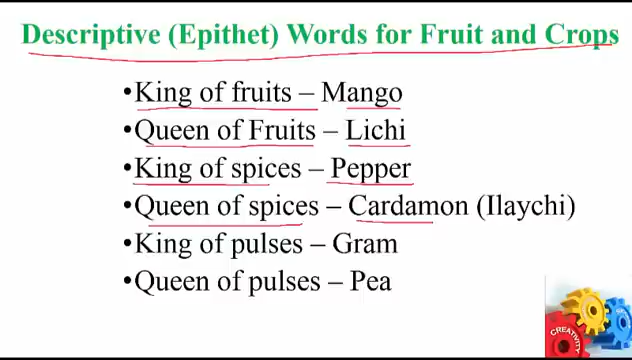 Descriptive (Epithet) Words for Fruit and Crops
•King of fruits – Mango
•Queen of Fruits – Lichi
•King of spices – Pepper
•Queen of spices – Cardamon (Ilaychi)
•King of pulses – Gram
•Queen of pulses – Pea
CREATIVITY